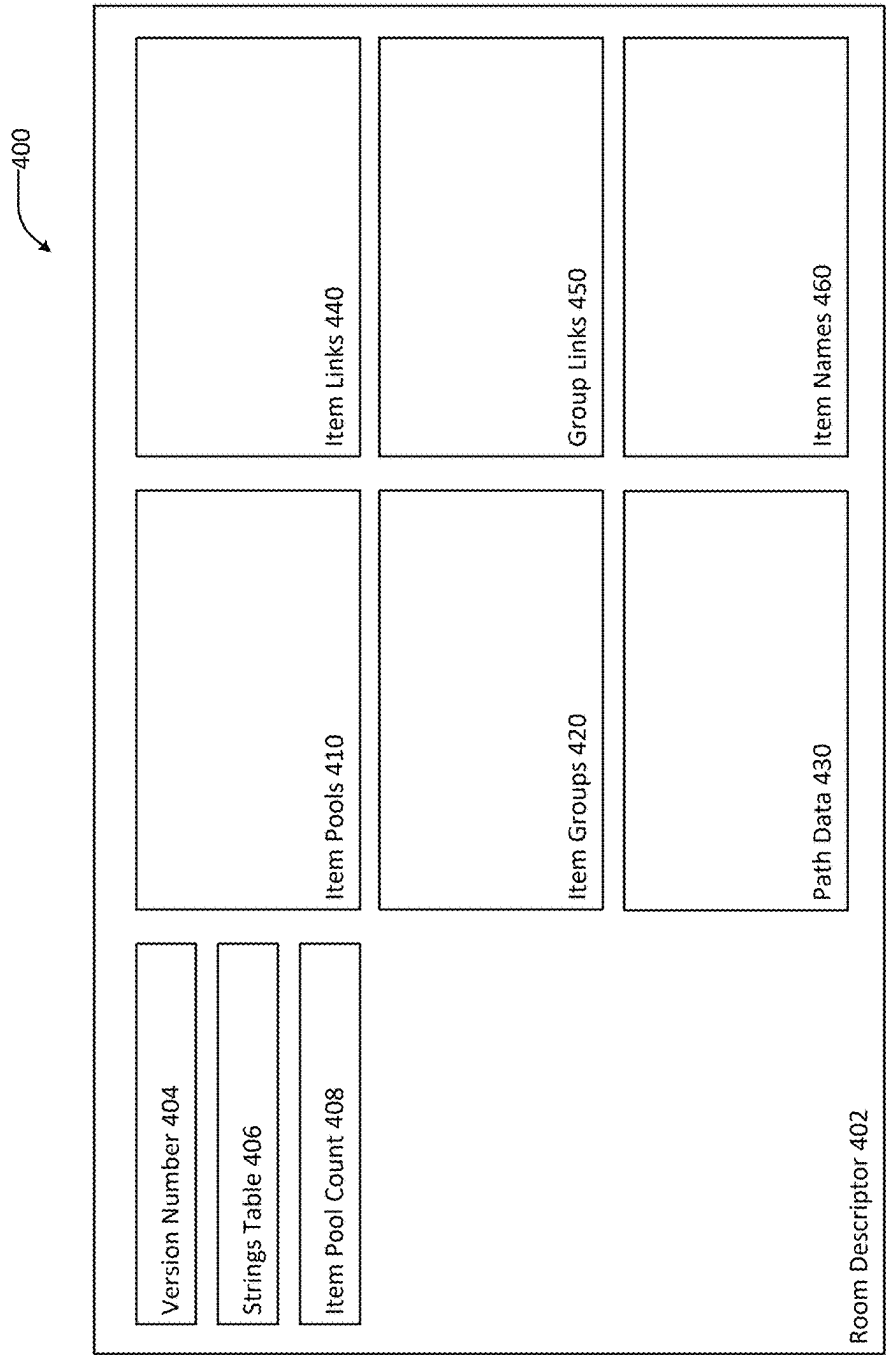 400
Version Number 404
Strings Table 406
Item Pool Count 408
Item Pools 410
Item Groups 420
Path Data 430
Item Links 440
Group Links 450
Item Names 460
Room Descriptor 402